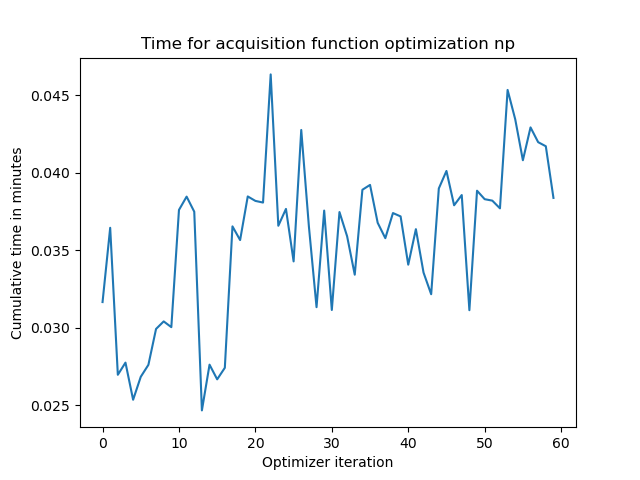 Time for acquisition function optimization np
Cumulative time in minutes
0.045
0.040
0.035
0.030
0.025
0 10 20 30 40 50 60
Optimizer iteration